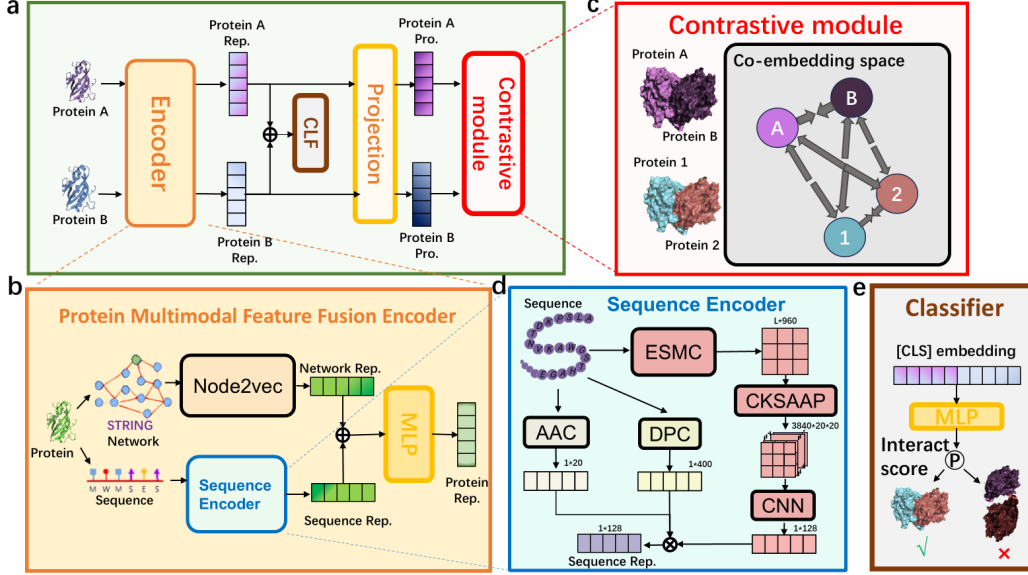 a
Protein A
Protein B
Encoder
Protein A
Rep.
Protein B
Rep.
CLF
Projection
Protein A
Pro.
Protein B
Pro.
Contrastive
module
c
Contrastive module
Protein A
Protein B
Protein 1
Protein 2
Co-embedding space
A
B
1
2
b
Protein Multimodal Feature Fusion Encoder
Protein
STRING
Network
Node2vec
Network Rep.
M W M S E S
Sequence
Sequence
Encoder
Sequence Rep.
MLP
Protein
Rep.
d
Sequence Encoder
Sequence
ESMC
L*960
CKSAAP
3840*20*20
CNN
1*128
AAC
1*20
DPC
1*400
1*128
Sequence Rep.
e
Classifier
[CLS] embedding
MLP
Interact
score
P
√
×